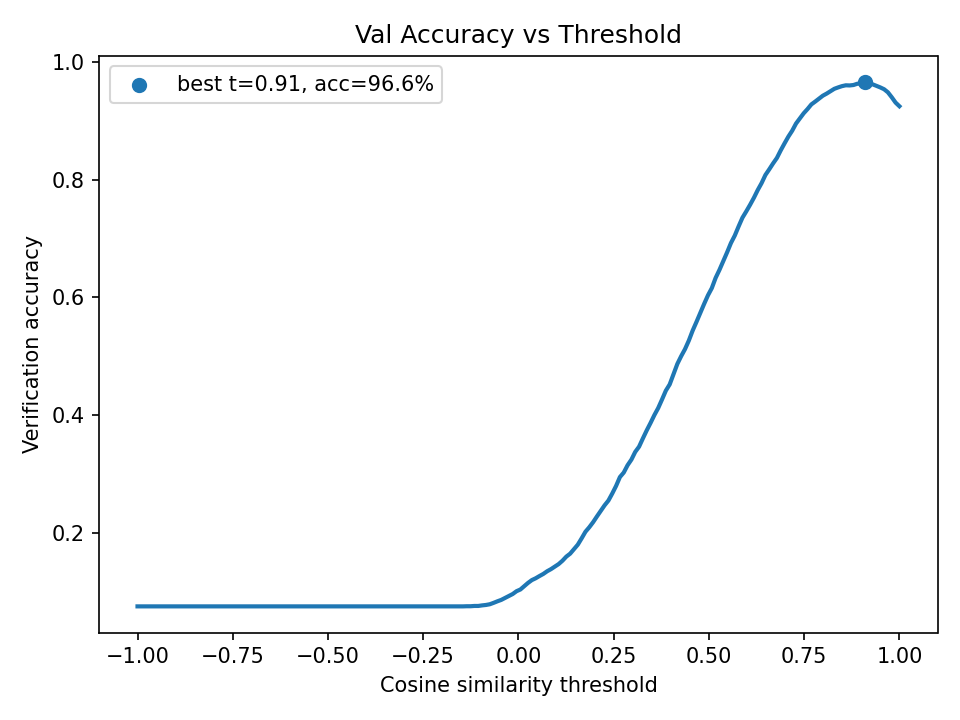 Val Accuracy vs Threshold
best t=0.91, acc=96.6%
Verification accuracy
1.0
0.8
0.6
0.4
0.2
−1.00 −0.75 −0.50 −0.25 0.00 0.25 0.50 0.75 1.00
Cosine similarity threshold